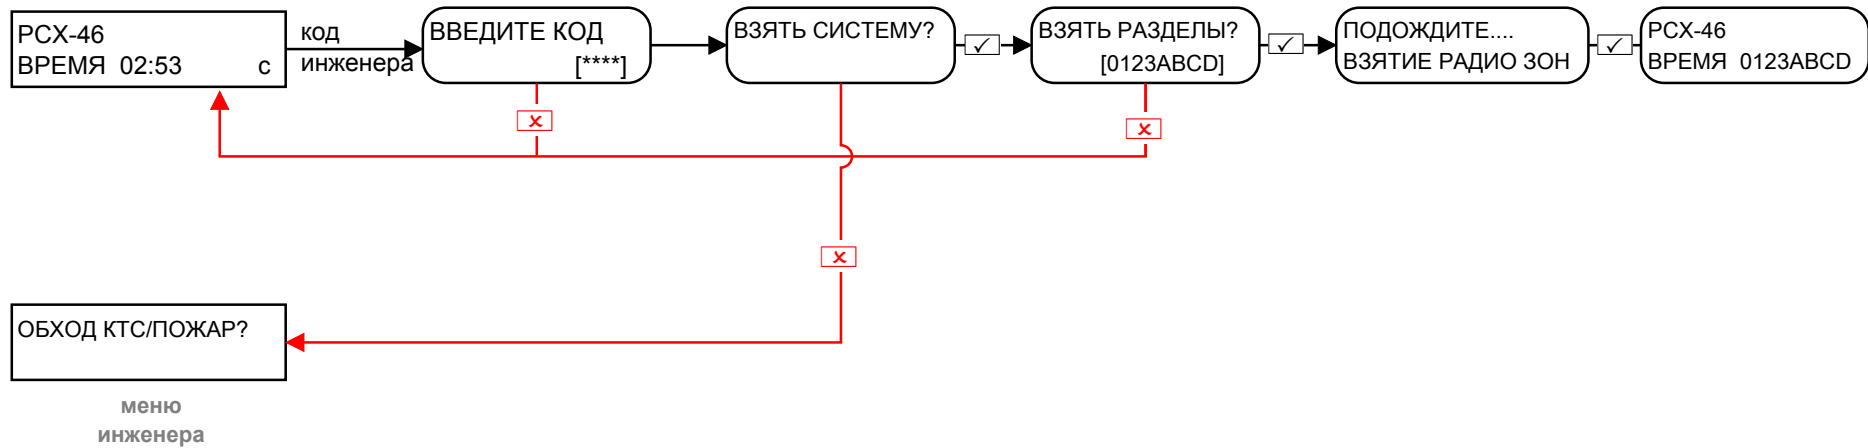 PCX-46
ВРЕМЯ 02:53 с
код
инженера
ВВЕДИТЕ КОД
[****]
ВЗЯТЬ СИСТЕМУ?
ВЗЯТЬ РАЗДЕЛЫ?
[0123ABCD]
ПОДОЖДИТЕ....
ВЗЯТИЕ РАДИО ЗОН
PCX-46
ВРЕМЯ 0123ABCD
ОБХОД КТС/ПОЖАР?
меню
инженера